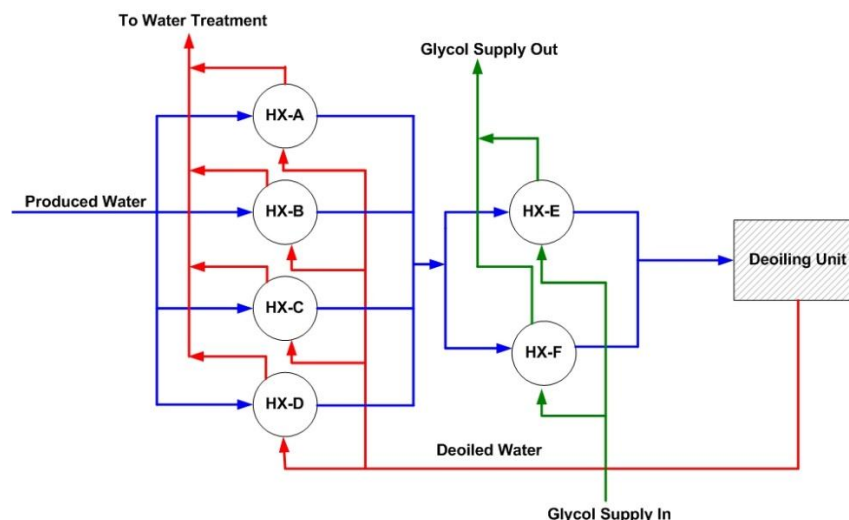 To Water Treatment
Glycol Supply Out
HX-A
Produced Water
HX-B
HX-E
Deoiling Unit
HX-C
HX-F
HX-D
Deoiled Water
Glycol Supply In